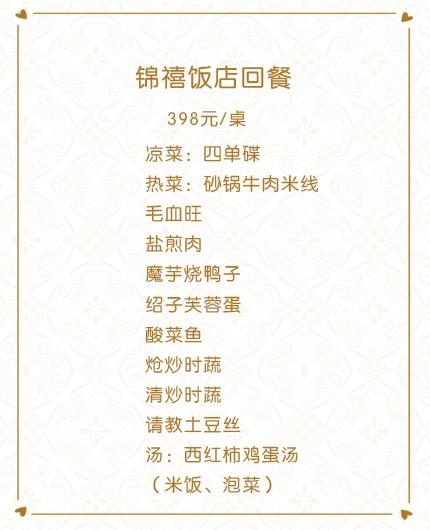 锦禧饭店回餐
398元/桌
凉菜：四单碟
热菜：砂锅牛肉米线
毛血旺
盐煎肉
魔芋烧鸭子
绍子芙蓉蛋
酸菜鱼
炝炒时蔬
清炒时蔬
请教土豆丝
汤：西红柿鸡蛋汤
（米饭、泡菜）